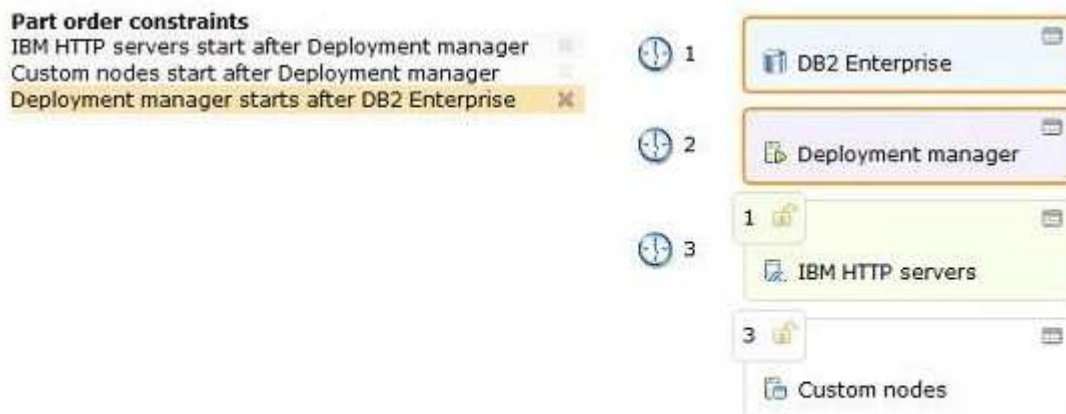 Part order constraints
IBM HTTP servers start after Deployment manager
Custom nodes start after Deployment manager
Deployment manager starts after DB2 Enterprise
1
DB2 Enterprise
2
Deployment manager
1
3
IBM HTTP servers
3
Custom nodes